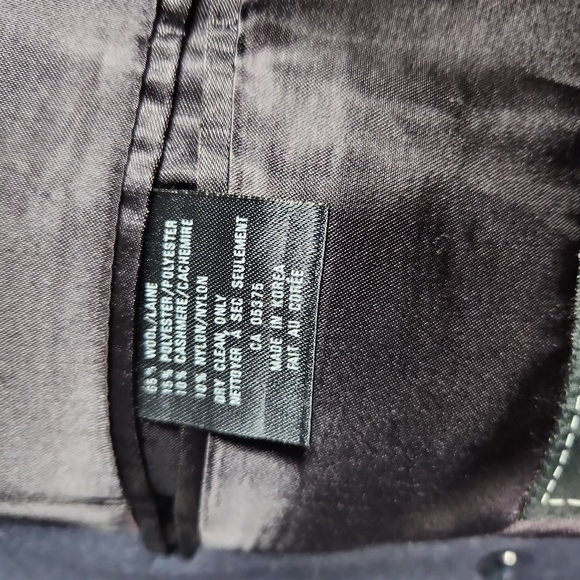 65% WOOL/LAINE
15% POLYESTER/POLYESTER
10% CASHMERE/CACHEMIRE
10% NYLON/NYLON
DRY CLEAN ONLY
NETTOYER À SEC SEULEMENT
CA 05375
MADE IN KOREA
FAIT AU CORÉE